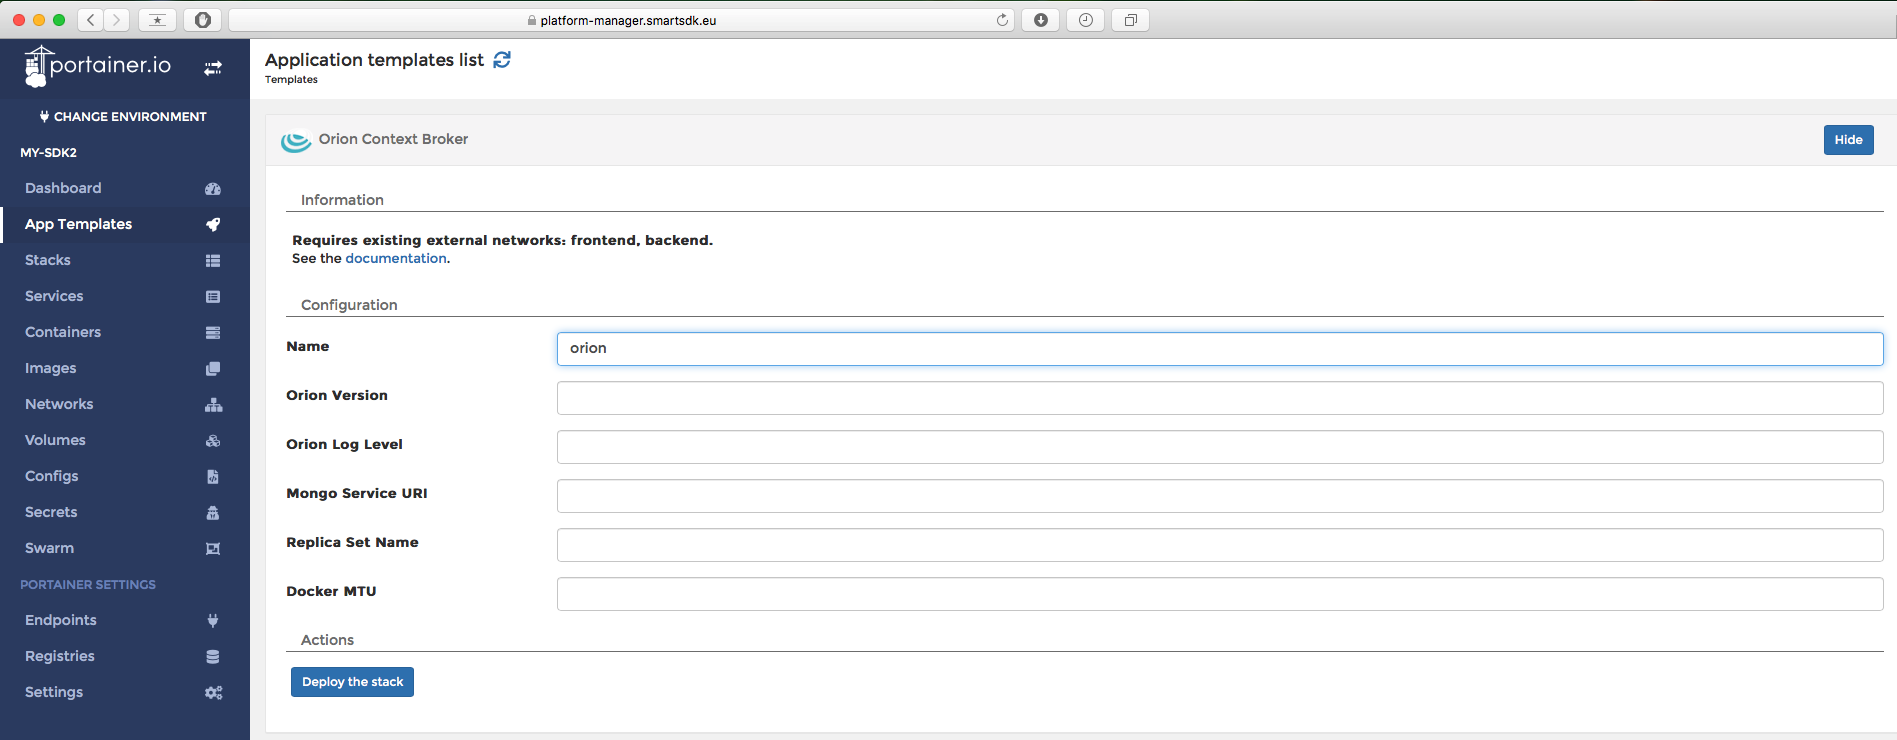 platform-manager.smartsdk.eu
portainer.io
CHANGE ENVIRONMENT
MY-SDK2
Dashboard
App Templates
Stacks
Services
Containers
Images
Networks
Volumes
Configs
Secrets
Swarm
PORTAINER SETTINGS
Endpoints
Registries
Settings
Application templates list
Templates
Orion Context Broker
Hide
Information
Requires existing external networks: frontend, backend.
See the documentation.
Configuration
Name
orion
Orion Version
Orion Log Level
Mongo Service URI
Replica Set Name
Docker MTU
Actions
Deploy the stack